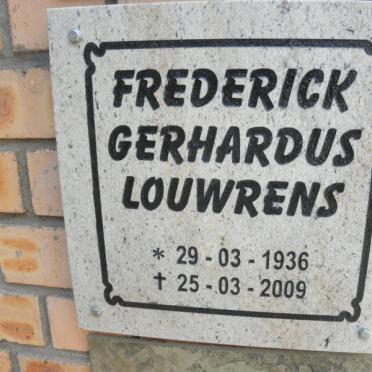 FREDERICK
GERHARDUS
LOUWRENS
* 29 - 03 - 1936
† 25 - 03 - 2009